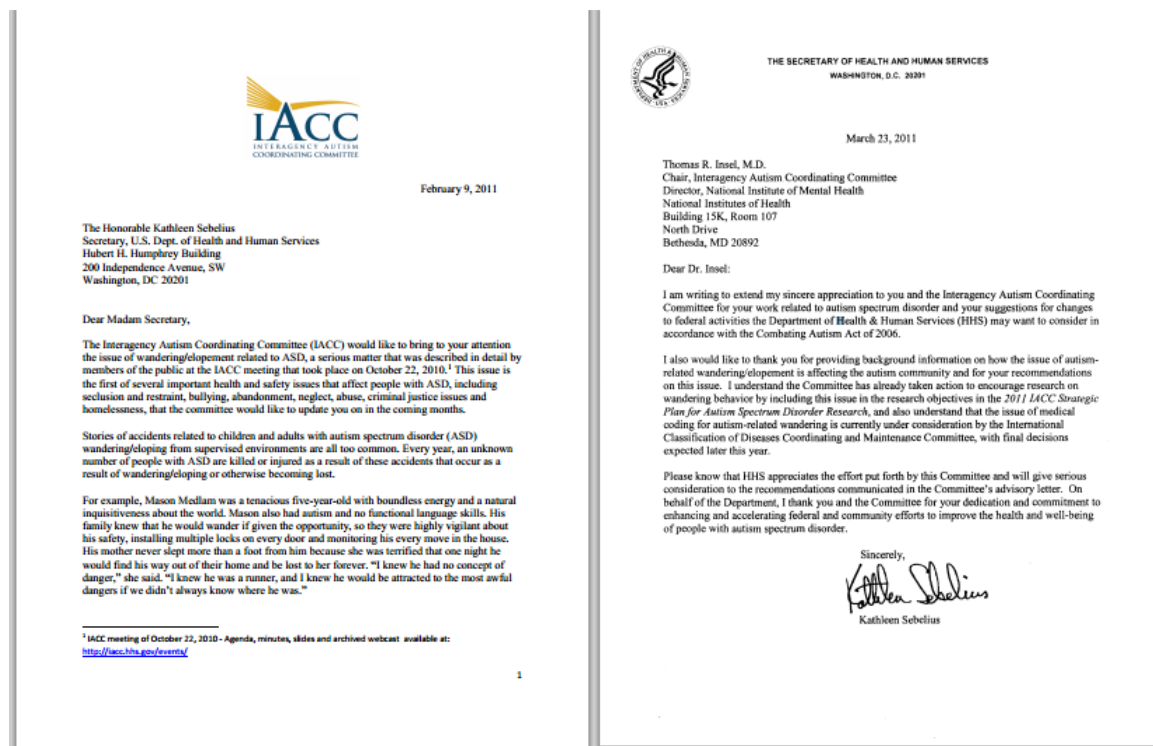 IACC
INTERAGENCY AUTISM
COORDINATING COMMITTEE
February 9, 2011
The Honorable Kathleen Sebelius
Secretary, U.S. Dept. of Health and Human Services
Hubert H. Humphrey Building
200 Independence Avenue, SW
Washington, DC 20201
Dear Madam Secretary,
The Interagency Autism Coordinating Committee (IACC) would like to bring to your attention
the issue of wandering/elopement related to ASD, a serious matter that was described in detail by
members of the public at the IACC meeting that took place on October 22, 2010.¹ This issue is
the first of several important health and safety issues that affect people with ASD, including
seclusion and restraint, bullying, abandonment, neglect, abuse, criminal justice issues and
homelessness, that the committee would like to update you on in the coming months.
Stories of accidents related to children and adults with autism spectrum disorder (ASD)
wandering/eloping from supervised environments are all too common. Every year, an unknown
number of people with ASD are killed or injured as a result of these accidents that occur as a
result of wandering/eloping or otherwise becoming lost.
For example, Mason Medlam was a tenacious five-year-old with boundless energy and a natural
inquisitiveness about the world. Mason also had autism and no functional language skills. His
family knew that he would wander if given the opportunity, so they were highly vigilant about
his safety, installing multiple locks on every door and monitoring his every move in the house.
His mother never slept more than a foot from him because she was terrified that one night he
would find his way out of their home and be lost to her forever. “I knew he had no concept of
danger,” she said. “I knew he was a runner, and I knew he would be attracted to the most awful
dangers if we didn’t always know where he was.”
¹ IACC meeting of October 22, 2010 - Agenda, minutes, slides and archived webcast available at:
http://iacc.hhs.gov/events/
1
DEPARTMENT OF HEALTH & HUMAN SERVICES · USA
THE SECRETARY OF HEALTH AND HUMAN SERVICES
WASHINGTON, D.C. 20201
March 23, 2011
Thomas R. Insel, M.D.
Chair, Interagency Autism Coordinating Committee
Director, National Institute of Mental Health
National Institutes of Health
Building 15K, Room 107
North Drive
Bethesda, MD 20892
Dear Dr. Insel:
I am writing to extend my sincere appreciation to you and the Interagency Autism Coordinating
Committee for your work related to autism spectrum disorder and your suggestions for changes
to federal activities the Department of Health & Human Services (HHS) may want to consider in
accordance with the Combating Autism Act of 2006.
I also would like to thank you for providing background information on how the issue of autism-
related wandering/elopement is affecting the autism community and for your recommendations
on this issue. I understand the Committee has already taken action to encourage research on
wandering behavior by including this issue in the research objectives in the 2011 IACC Strategic
Plan for Autism Spectrum Disorder Research, and also understand that the issue of medical
coding for autism-related wandering is currently under consideration by the International
Classification of Diseases Coordinating and Maintenance Committee, with final decisions
expected later this year.
Please know that HHS appreciates the effort put forth by this Committee and will give serious
consideration to the recommendations communicated in the Committee’s advisory letter. On
behalf of the Department, I thank you and the Committee for your dedication and commitment to
enhancing and accelerating federal and community efforts to improve the health and well-being
of people with autism spectrum disorder.
Sincerely,
Kathleen Sebelius
Kathleen Sebelius